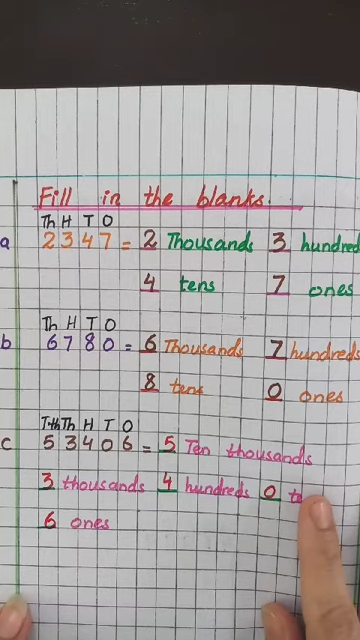 Fill in the blanks.
Th H T O
a 2 3 4 7 = 2 Thousands 3 hundred
4 tens 7 ones
Th H T O
b 6 7 8 0 = 6 Thousands 7 hundreds
8 tens 0 ones
T-th Th H T O
c 5 3 4 0 6 = 5 Ten thousands
3 thousands 4 hundreds 0
6 ones